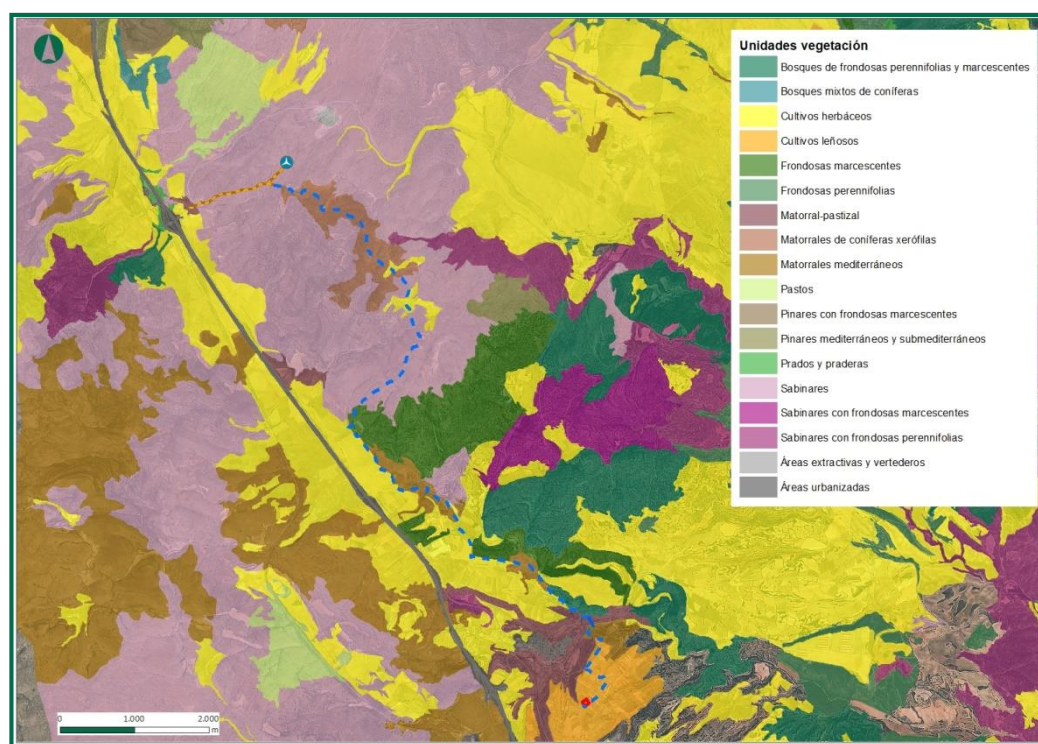 Unidades vegetación
Bosques de frondosas perennifolias y marcescentes
Bosques mixtos de coníferas
Cultivos herbáceos
Cultivos leñosos
Frondosas marcescentes
Frondosas perennifolias
Matorral-pastizal
Matorrales de coníferas xerófilas
Matorrales mediterráneos
Pastos
Pinares con frondosas marcescentes
Pinares mediterráneos y submediterráneos
Prados y praderas
Sabinares
Sabinares con frondosas marcescentes
Sabinares con frondosas perennifolias
Áreas extractivas y vertederos
Áreas urbanizadas
0 1.000 2.000
m